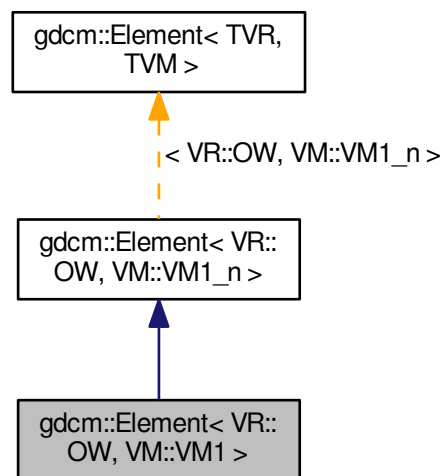 gdcm::Element< TVR,
TVM >
< VR::OW, VM::VM1_n >
gdcm::Element< VR::
OW, VM::VM1_n >
gdcm::Element< VR::
OW, VM::VM1 >